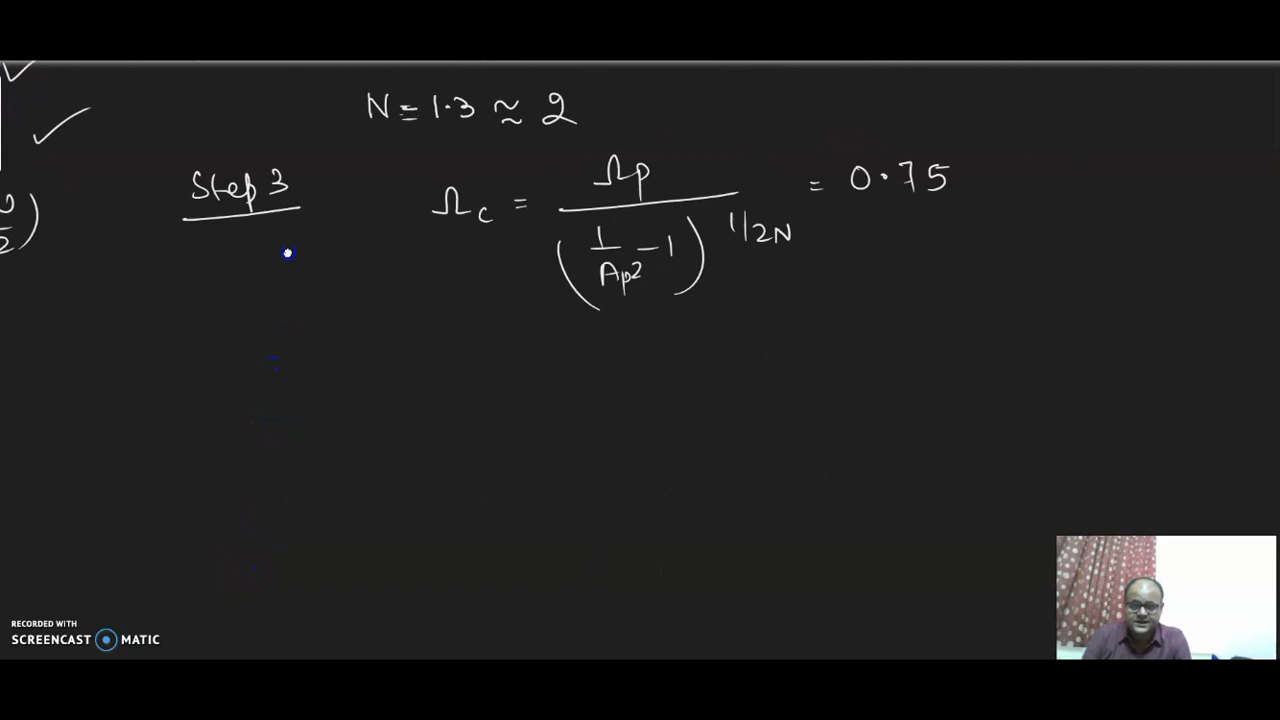 N = 1.3 ≈ 2
Step 3
Ωc = Ωp / (1/Ap² - 1)^1/2N = 0.75
RECORDED WITH
SCREENCAST MATIC